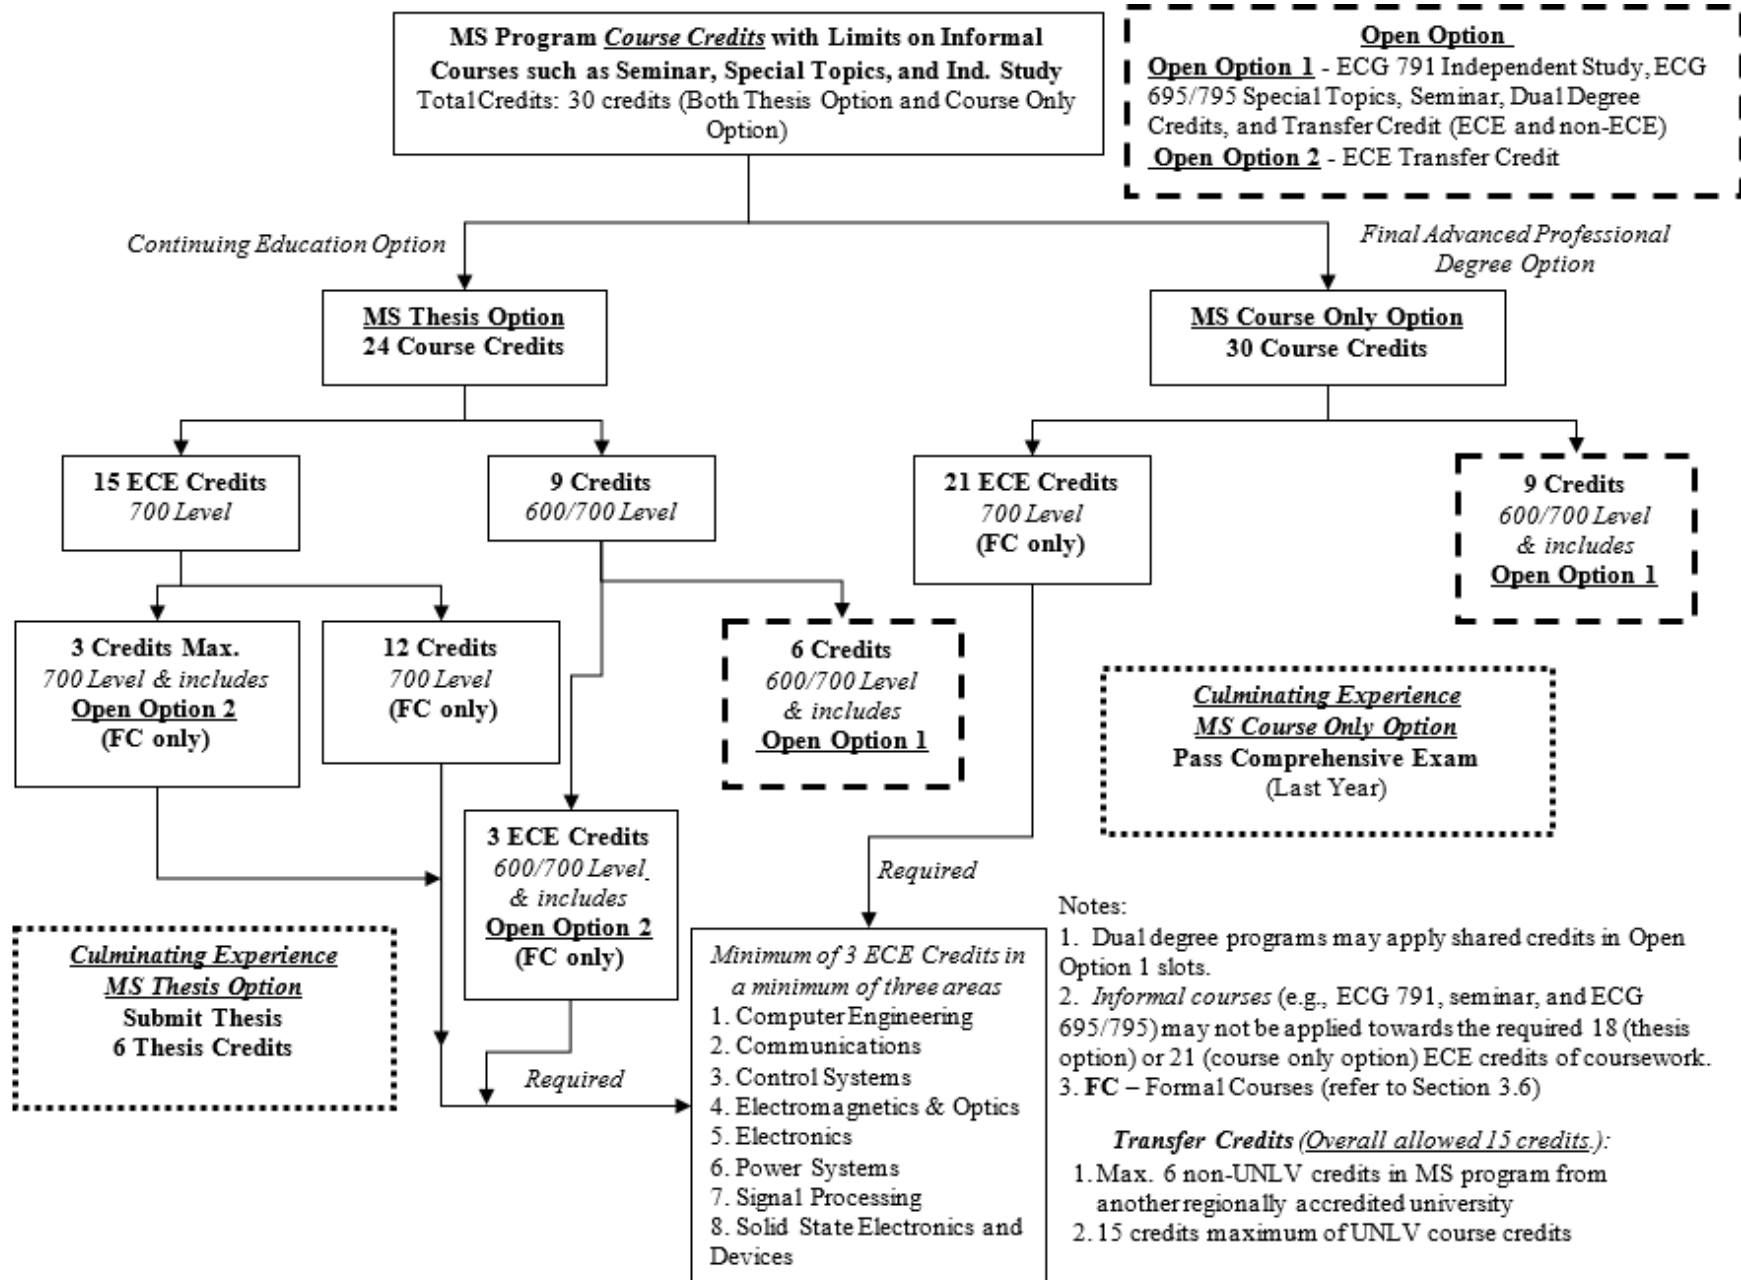 MS Program Course Credits with Limits on Informal
Courses such as Seminar, Special Topics, and Ind. Study
Total Credits: 30 credits (Both Thesis Option and Course Only
Option)
Open Option
Open Option 1 - ECG 791 Independent Study, ECG
695/795 Special Topics, Seminar, Dual Degree
Credits, and Transfer Credit (ECE and non-ECE)
Open Option 2 - ECE Transfer Credit
Continuing Education Option
Final Advanced Professional
Degree Option
MS Thesis Option
24 Course Credits
MS Course Only Option
30 Course Credits
15 ECE Credits
700 Level
9 Credits
600/700 Level
21 ECE Credits
700 Level
(FC only)
9 Credits
600/700 Level
& includes
Open Option 1
3 Credits Max.
700 Level & includes
Open Option 2
(FC only)
12 Credits
700 Level
(FC only)
6 Credits
600/700 Level
& includes
Open Option 1
Culminating Experience
MS Course Only Option
Pass Comprehensive Exam
(Last Year)
3 ECE Credits
600/700 Level
& includes
Open Option 2
(FC only)
Required
Culminating Experience
MS Thesis Option
Submit Thesis
6 Thesis Credits
Required
Minimum of 3 ECE Credits in
a minimum of three areas
1. Computer Engineering
2. Communications
3. Control Systems
4. Electromagnetics & Optics
5. Electronics
6. Power Systems
7. Signal Processing
8. Solid State Electronics and
Devices
Notes:
1. Dual degree programs may apply shared credits in Open
Option 1 slots.
2. Informal courses (e.g., ECG 791, seminar, and ECG
695/795) may not be applied towards the required 18 (thesis
option) or 21 (course only option) ECE credits of coursework.
3. FC – Formal Courses (refer to Section 3.6)
Transfer Credits (Overall allowed 15 credits.):
1. Max. 6 non-UNLV credits in MS program from
another regionally accredited university
2. 15 credits maximum of UNLV course credits